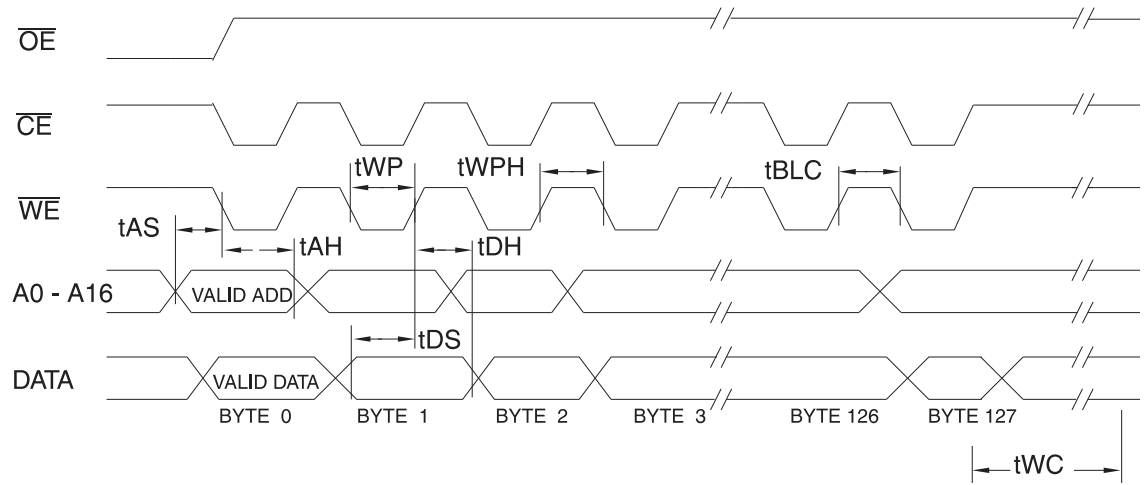 OE
CE
tWP tWPH tBLC
WE
tAS tAH tDH
A0 - A16 VALID ADD
tDS
DATA VALID DATA
BYTE 0 BYTE 1 BYTE 2 BYTE 3 BYTE 126 BYTE 127
tWC